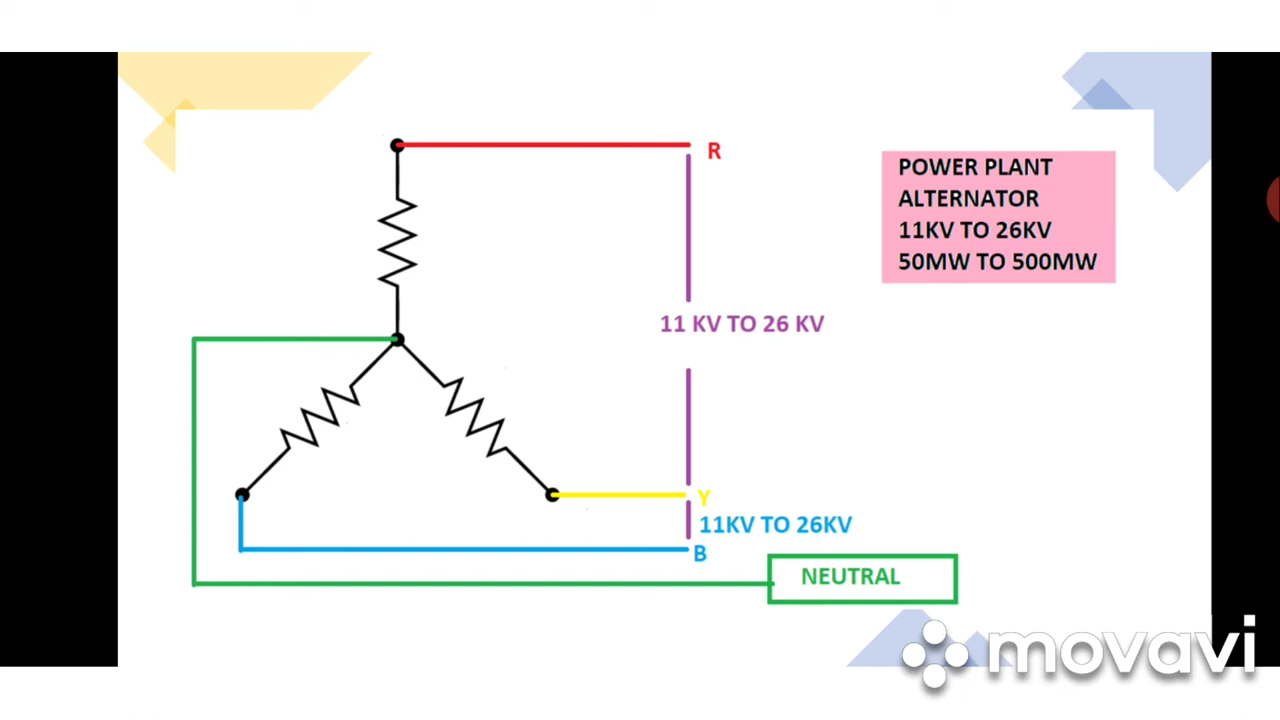 R
POWER PLANT
ALTERNATOR
11KV TO 26KV
50MW TO 500MW
11 KV TO 26 KV
Y
11KV TO 26KV
B
NEUTRAL
movavi